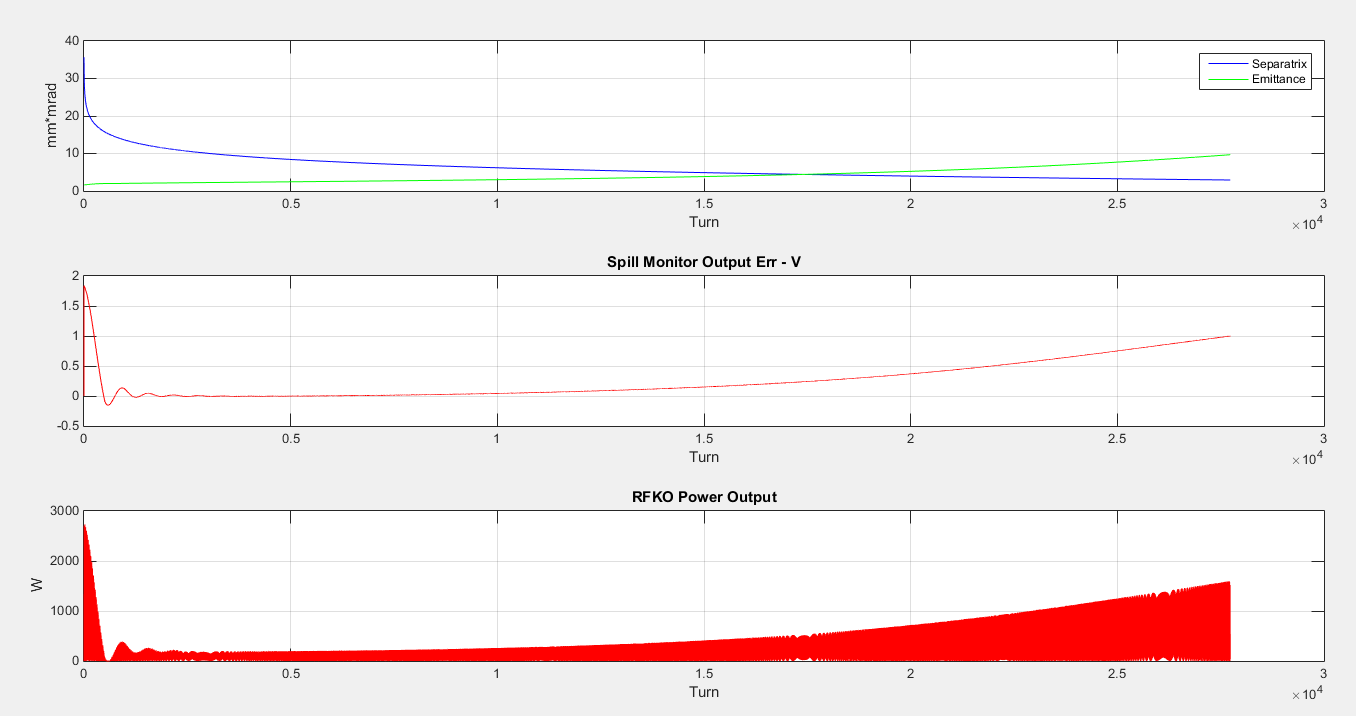 40
30
20
10
0
mm*mrad
Separatrix
Emittance
0 0.5 1 1.5 2 2.5 3
Turn
×10^4
Spill Monitor Output Err - V
2
1.5
1
0.5
0
-0.5
0 0.5 1 1.5 2 2.5 3
Turn
×10^4
RFKO Power Output
3000
2000
1000
0
W
0 0.5 1 1.5 2 2.5 3
Turn
×10^4